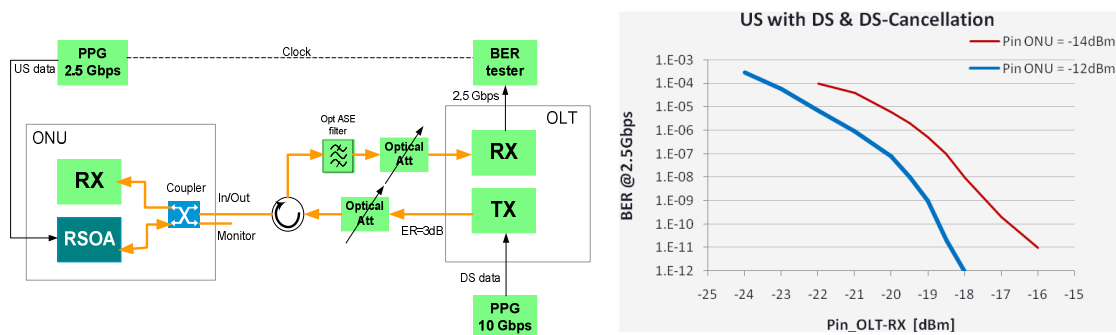 PPG
2.5 Gbps
US data
Clock
BER
tester
2.5 Gbps
OLT
ONU
RX
RSOA
Coupler
In/Out
Monitor
Opt ASE
filter
Optical
Att
RX
Optical
Att
TX
ER=3dB
DS data
PPG
10 Gbps
US with DS & DS-Cancellation
Pin ONU = -14dBm
Pin ONU = -12dBm
BER @2.5Gbps
1.E-03
1.E-04
1.E-05
1.E-06
1.E-07
1.E-08
1.E-09
1.E-10
1.E-11
1.E-12
-25 -24 -23 -22 -21 -20 -19 -18 -17 -16 -15
Pin_OLT-RX [dBm]